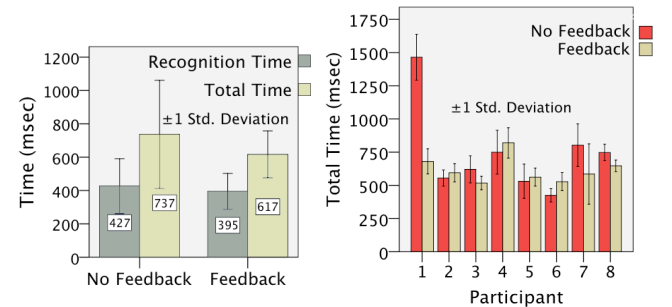 1200
1000
800
600
400
200
0
Time (msec)
Recognition Time
Total Time
±1 Std. Deviation
427
737
395
617
No Feedback
Feedback
1750
1500
1250
1000
750
500
250
0
Total Time (msec)
No Feedback
Feedback
±1 Std. Deviation
1 2 3 4 5 6 7 8
Participant